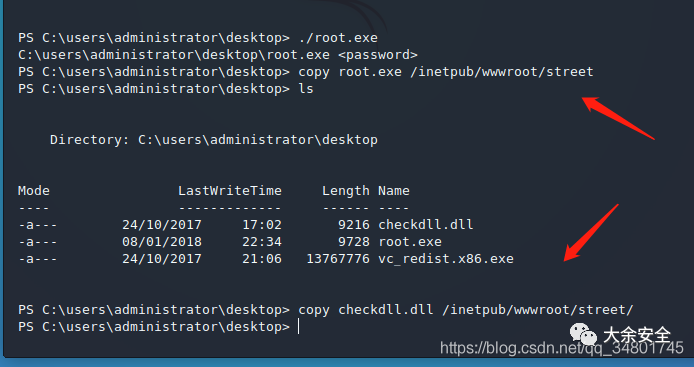 PS C:\users\administrator\desktop> ./root.exe
C:\users\administrator\desktop\root.exe <password>
PS C:\users\administrator\desktop> copy root.exe /inetpub/wwwroot/street
PS C:\users\administrator\desktop> ls
Directory: C:\users\administrator\desktop
Mode LastWriteTime Length Name
---- ------------- ------ ----
-a--- 24/10/2017 17:02 9216 checkdll.dll
-a--- 08/01/2018 22:34 9728 root.exe
-a--- 24/10/2017 21:06 13767776 vc_redist.x86.exe
PS C:\users\administrator\desktop> copy checkdll.dll /inetpub/wwwroot/street/
PS C:\users\administrator\desktop>
大余安全
https://blog.csdn.net/qq_34801745